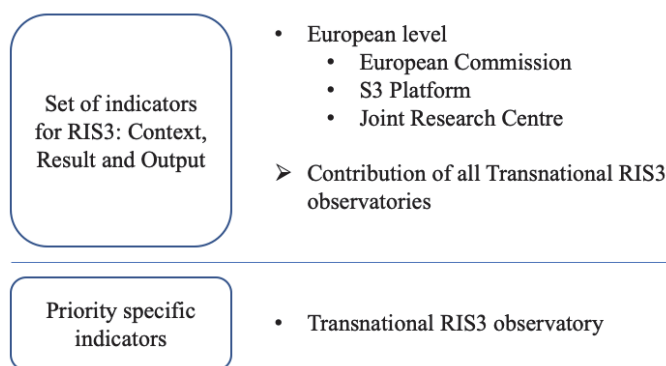 Set of indicators
for RIS3: Context,
Result and Output
• European level
• European Commission
• S3 Platform
• Joint Research Centre
➢ Contribution of all Transnational RIS3
observatories
Priority specific
indicators
• Transnational RIS3 observatory